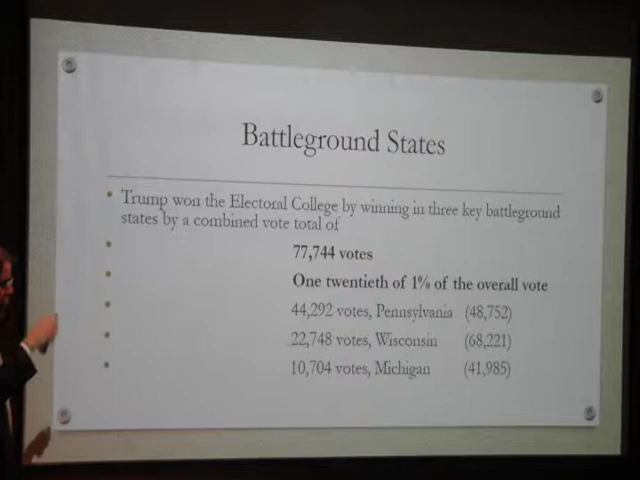 Battleground States
• Trump won the Electoral College by winning in three key battleground
states by a combined vote total of
• 77,744 votes
• One twentieth of 1% of the overall vote
• 44,292 votes, Pennsylvania (48,752)
• 22,748 votes, Wisconsin (68,221)
• 10,704 votes, Michigan (41,985)